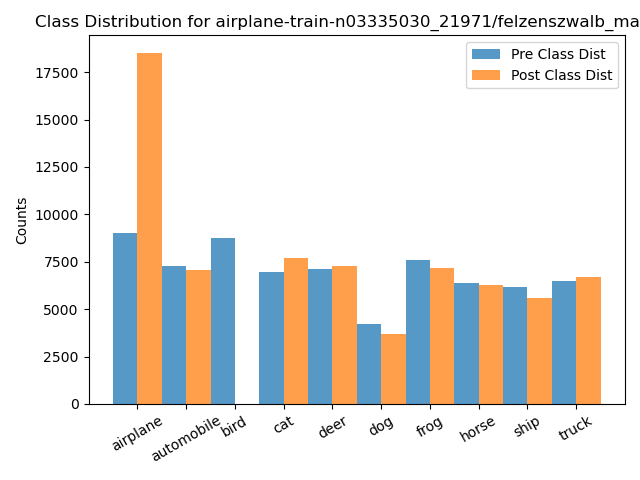 Class Distribution for airplane-train-n03335030_21971/felzenszwalb_ma
Pre Class Dist
Post Class Dist
Counts
17500
15000
12500
10000
7500
5000
2500
0
airplane
automobile
bird
cat
deer
dog
frog
horse
ship
truck